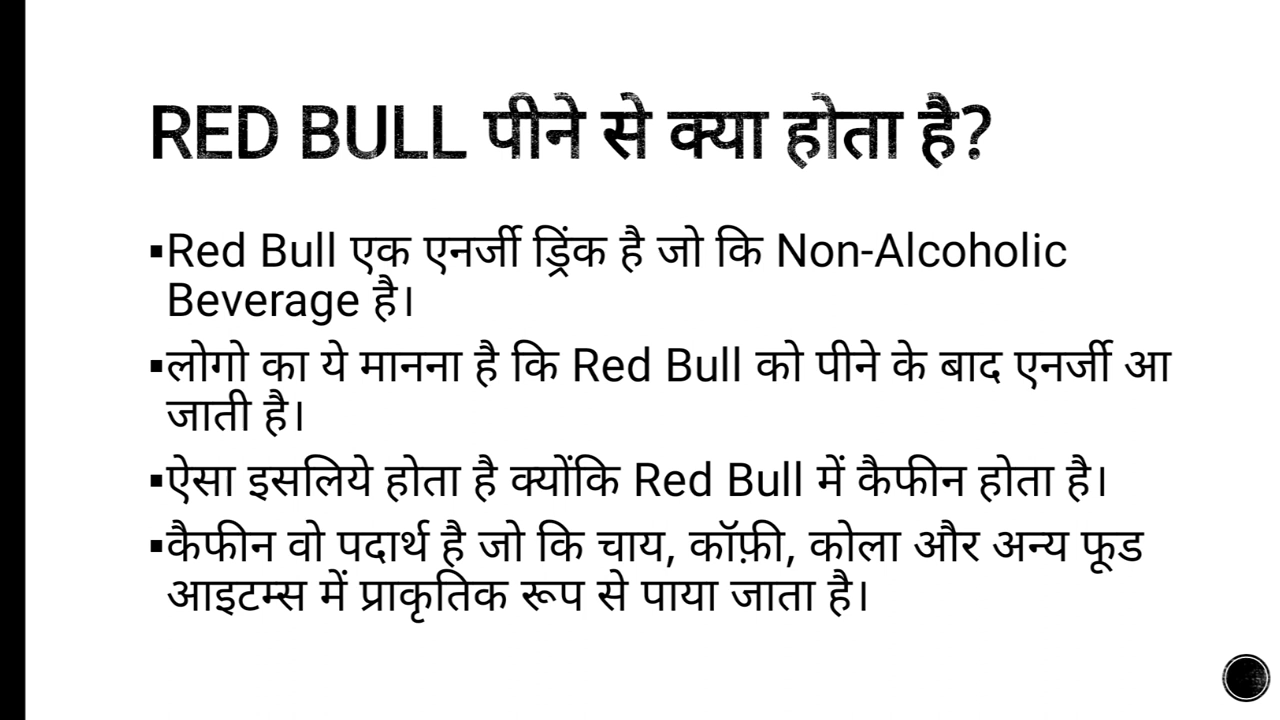 RED BULL पीने से क्या होता है?
▪Red Bull एक एनर्जी ड्रिंक है जो कि Non-Alcoholic
Beverage है।
▪लोगो का ये मानना है कि Red Bull को पीने के बाद एनर्जी आ
जाती है।
▪ऐसा इसलिये होता है क्योंकि Red Bull में कैफीन होता है।
▪कैफीन वो पदार्थ है जो कि चाय, कॉफ़ी, कोला और अन्य फूड
आइटम्स में प्राकृतिक रूप से पाया जाता है।